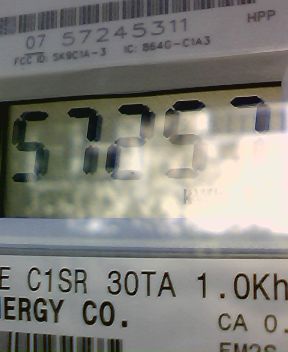 HPP
07 57245311
FCC ID: SK9C1A-3 IC: 864G-C1A3
5725
kWh
E C1SR 30TA 1.0Kh
NERGY CO.
CA 0.